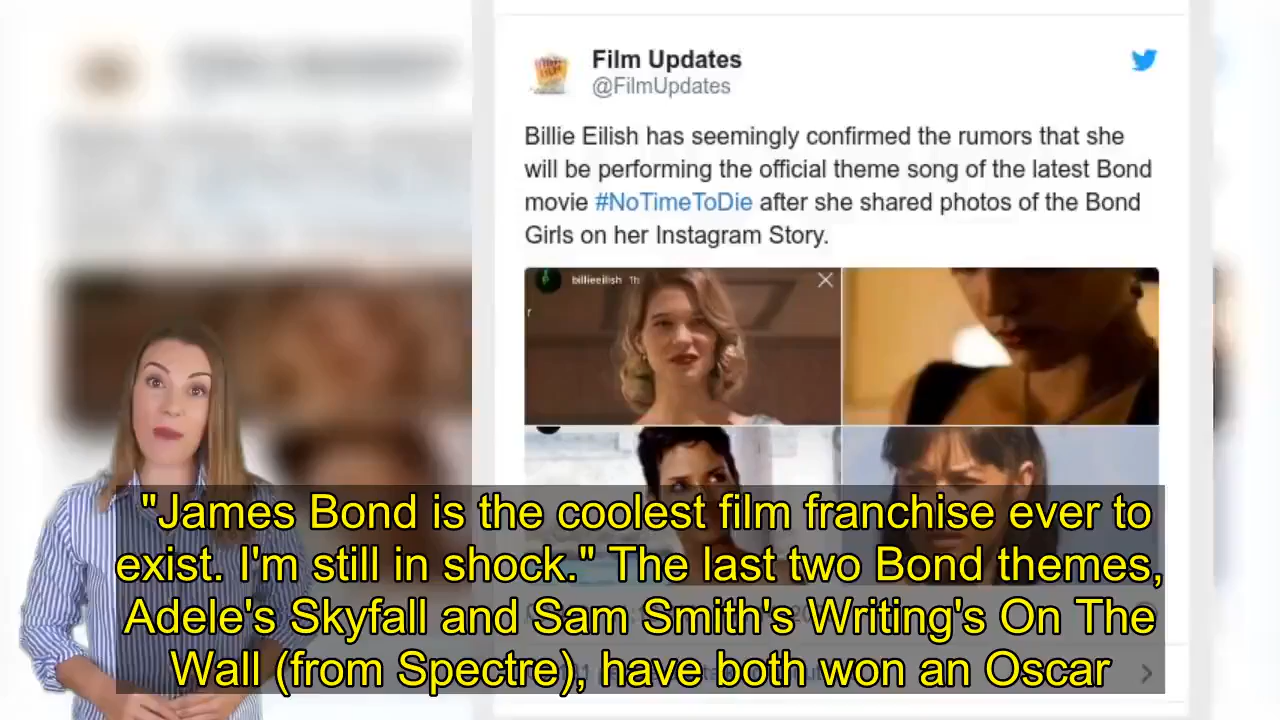 Film Updates
@FilmUpdates
Billie Eilish has seemingly confirmed the rumors that she
will be performing the official theme song of the latest Bond
movie #NoTimeToDie after she shared photos of the Bond
Girls on her Instagram Story.
billieeilish 1h
"James Bond is the coolest film franchise ever to
exist. I'm still in shock." The last two Bond themes,
Adele's Skyfall and Sam Smith's Writing's On The
Wall (from Spectre), have both won an Oscar